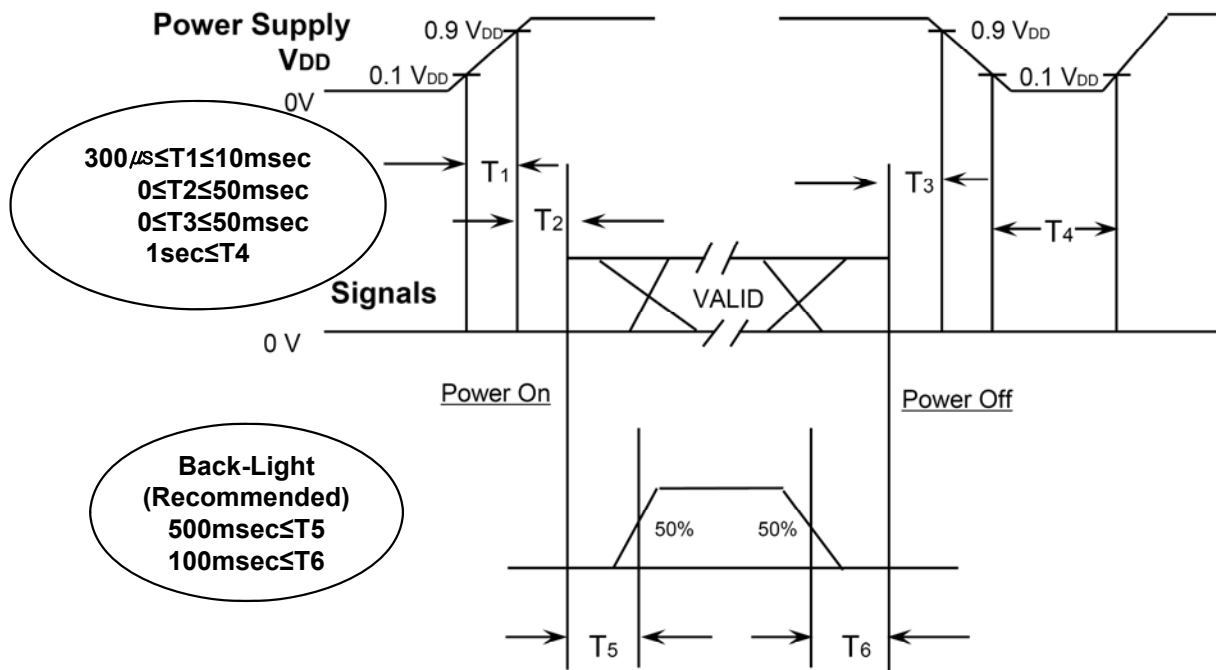 Power Supply
VDD
0.9 VDD
0.1 VDD
0V
0.9 VDD
0.1 VDD
300㎲≤T1≤10msec
0≤T2≤50msec
0≤T3≤50msec
1sec≤T4
T1
T2
T3
T4
Signals
VALID
0 V
Power On
Power Off
Back-Light
(Recommended)
500msec≤T5
100msec≤T6
50%
50%
T5
T6